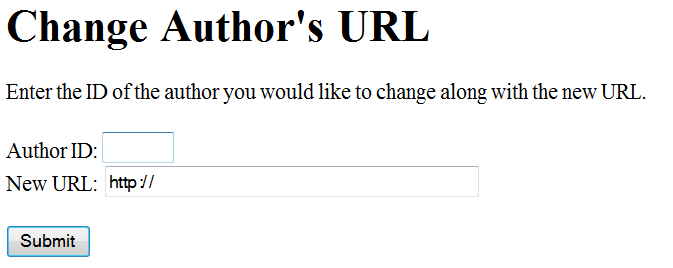 Change Author's URL
Enter the ID of the author you would like to change along with the new URL.
Author ID:
New URL: http://
Submit